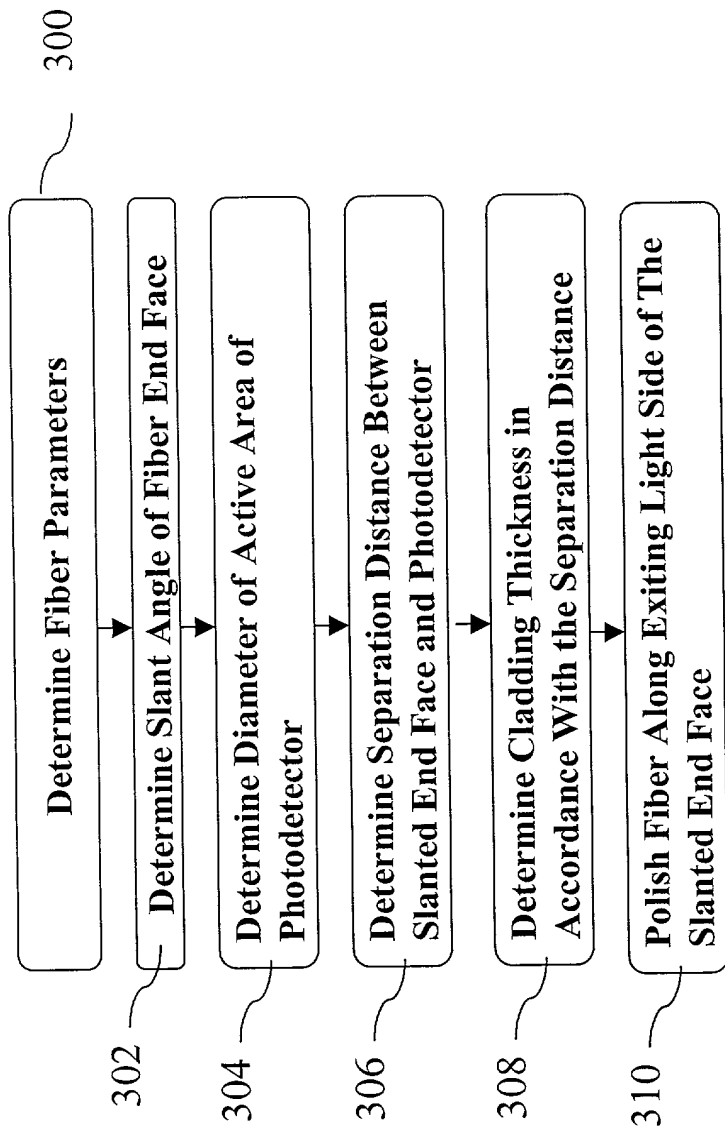 300
Determine Fiber Parameters
302
Determine Slant Angle of Fiber End Face
304
Determine Diameter of Active Area of
Photodetector
306
Determine Separation Distance Between
Slanted End Face and Photodetector
308
Determine Cladding Thickness in
Accordance With the Separation Distance
310
Polish Fiber Along Exiting Light Side of The
Slanted End Face